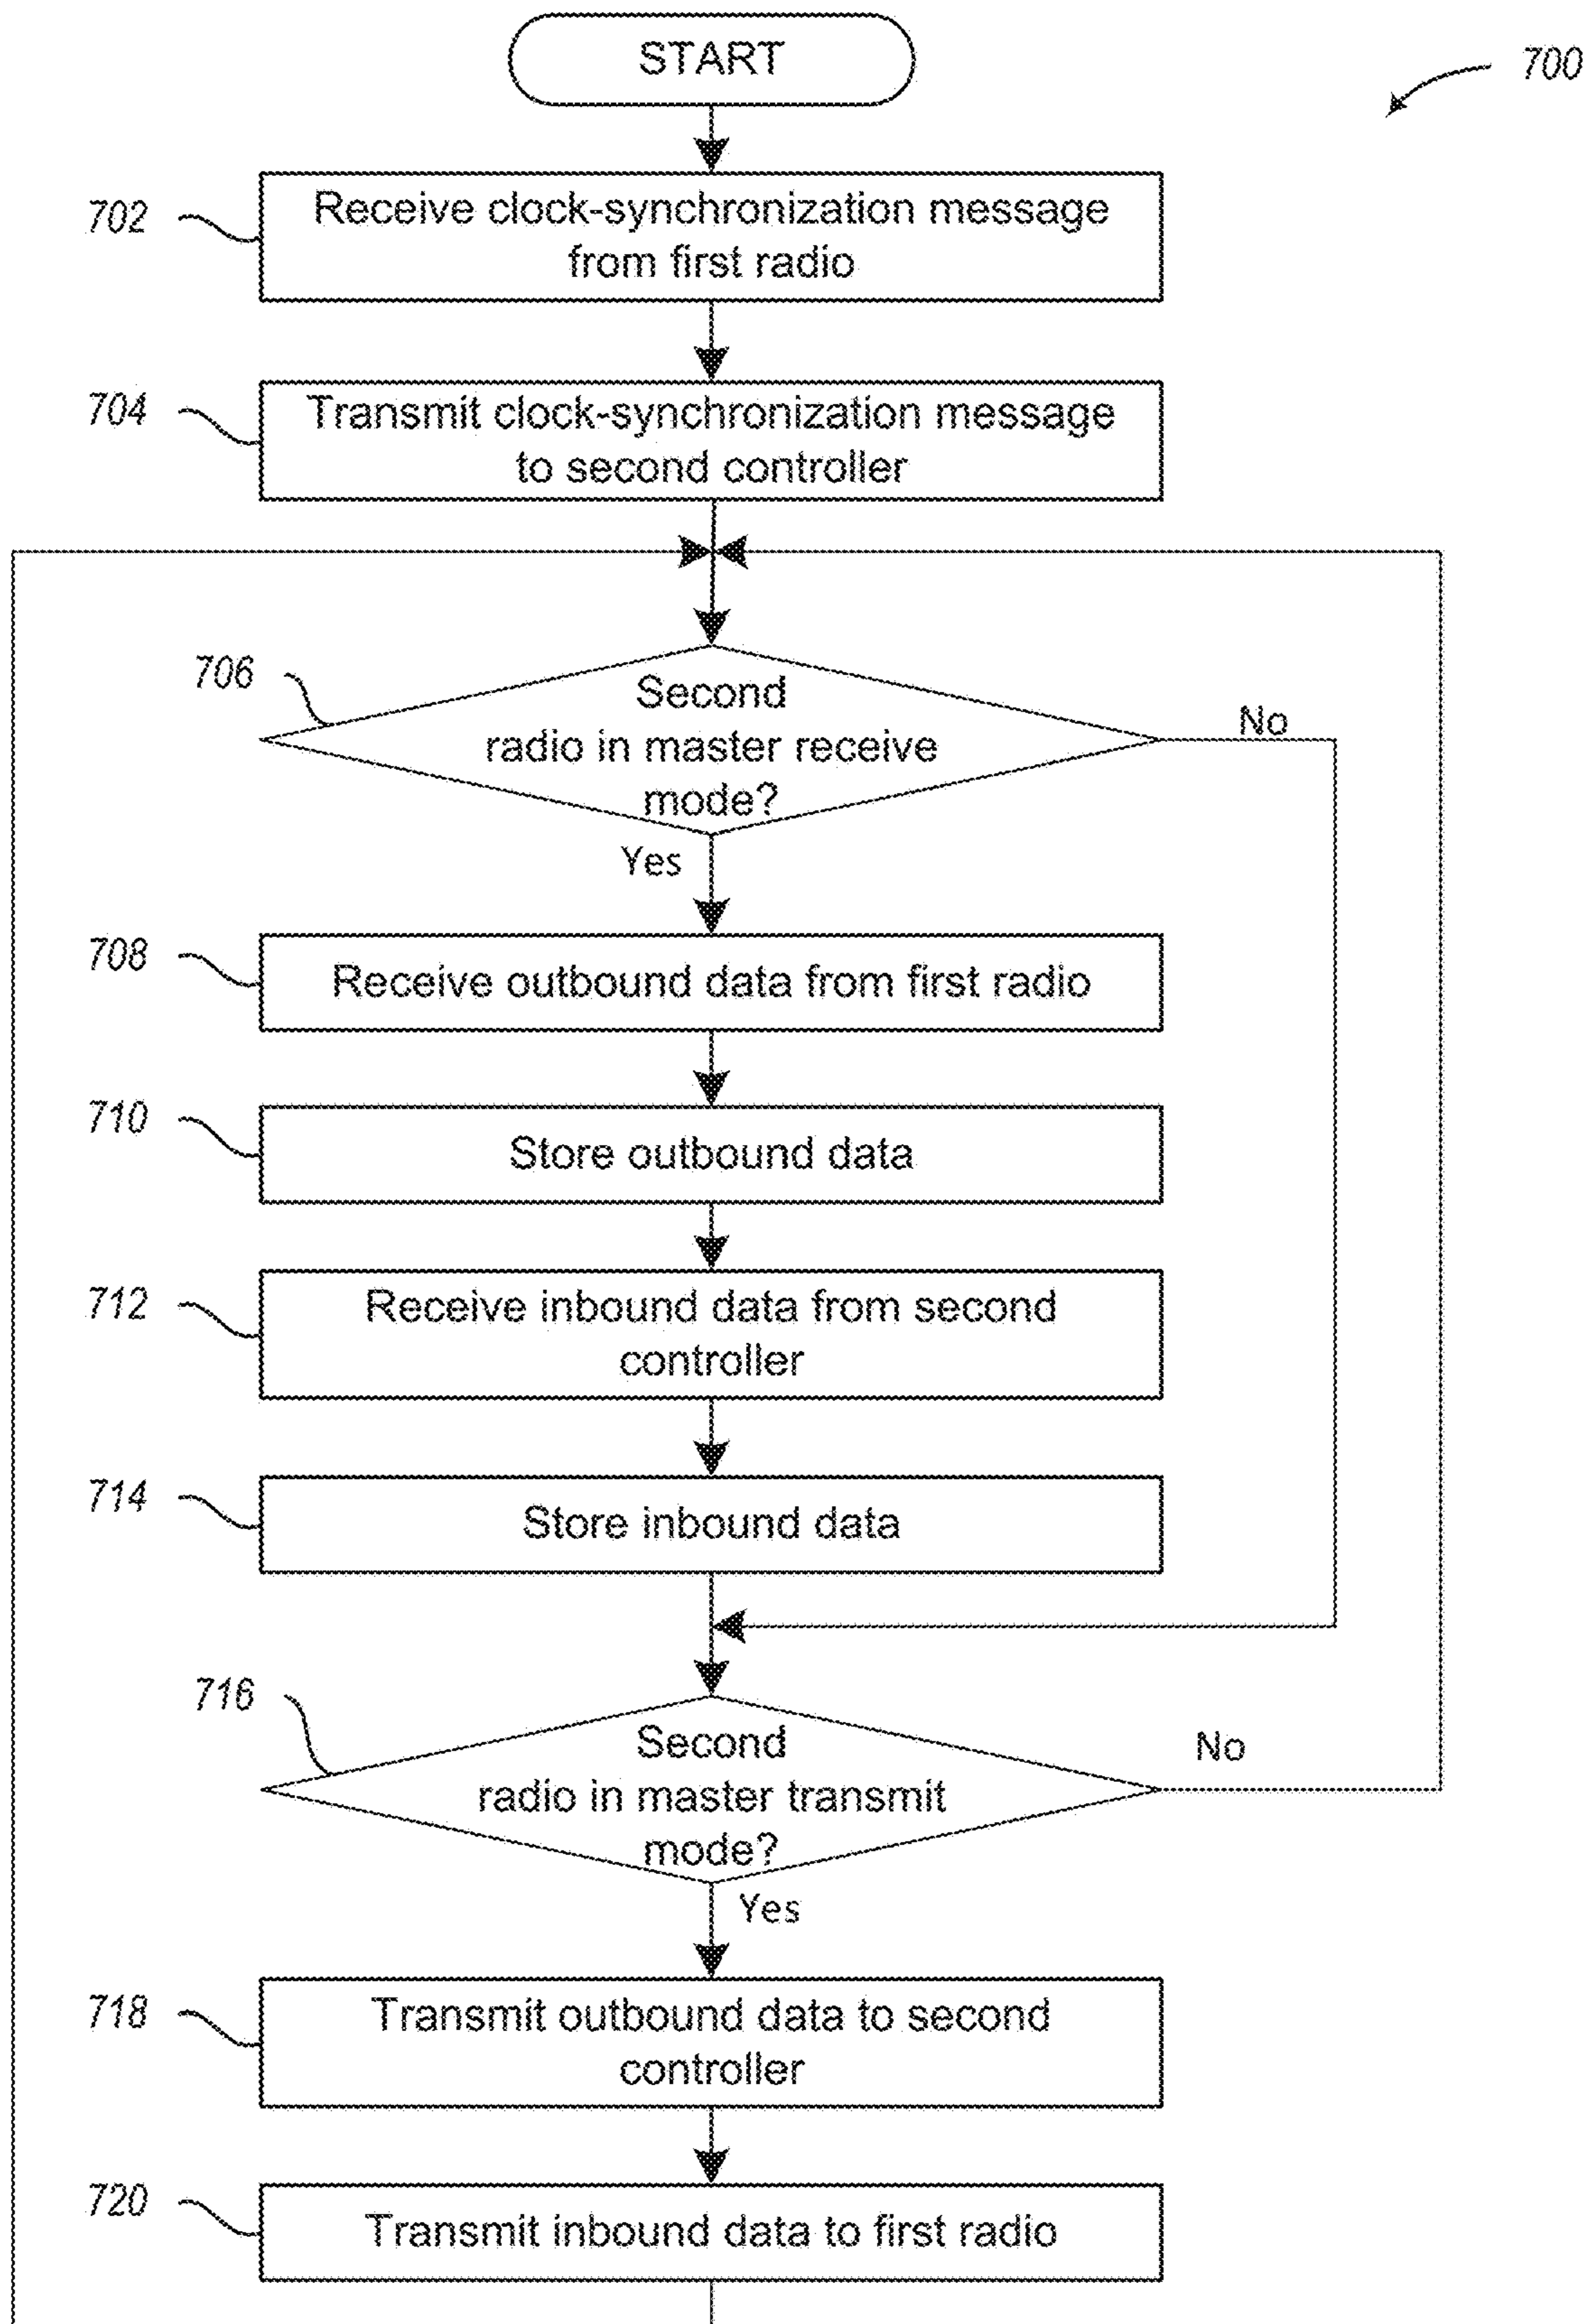 START
700
702
Receive clock-synchronization message
from first radio
704
Transmit clock-synchronization message
to second controller
706
Second
radio in master receive
mode?
No
Yes
708
Receive outbound data from first radio
710
Store outbound data
712
Receive inbound data from second
controller
714
Store inbound data
716
Second
radio in master transmit
mode?
No
Yes
718
Transmit outbound data to second
controller
720
Transmit inbound data to first radio